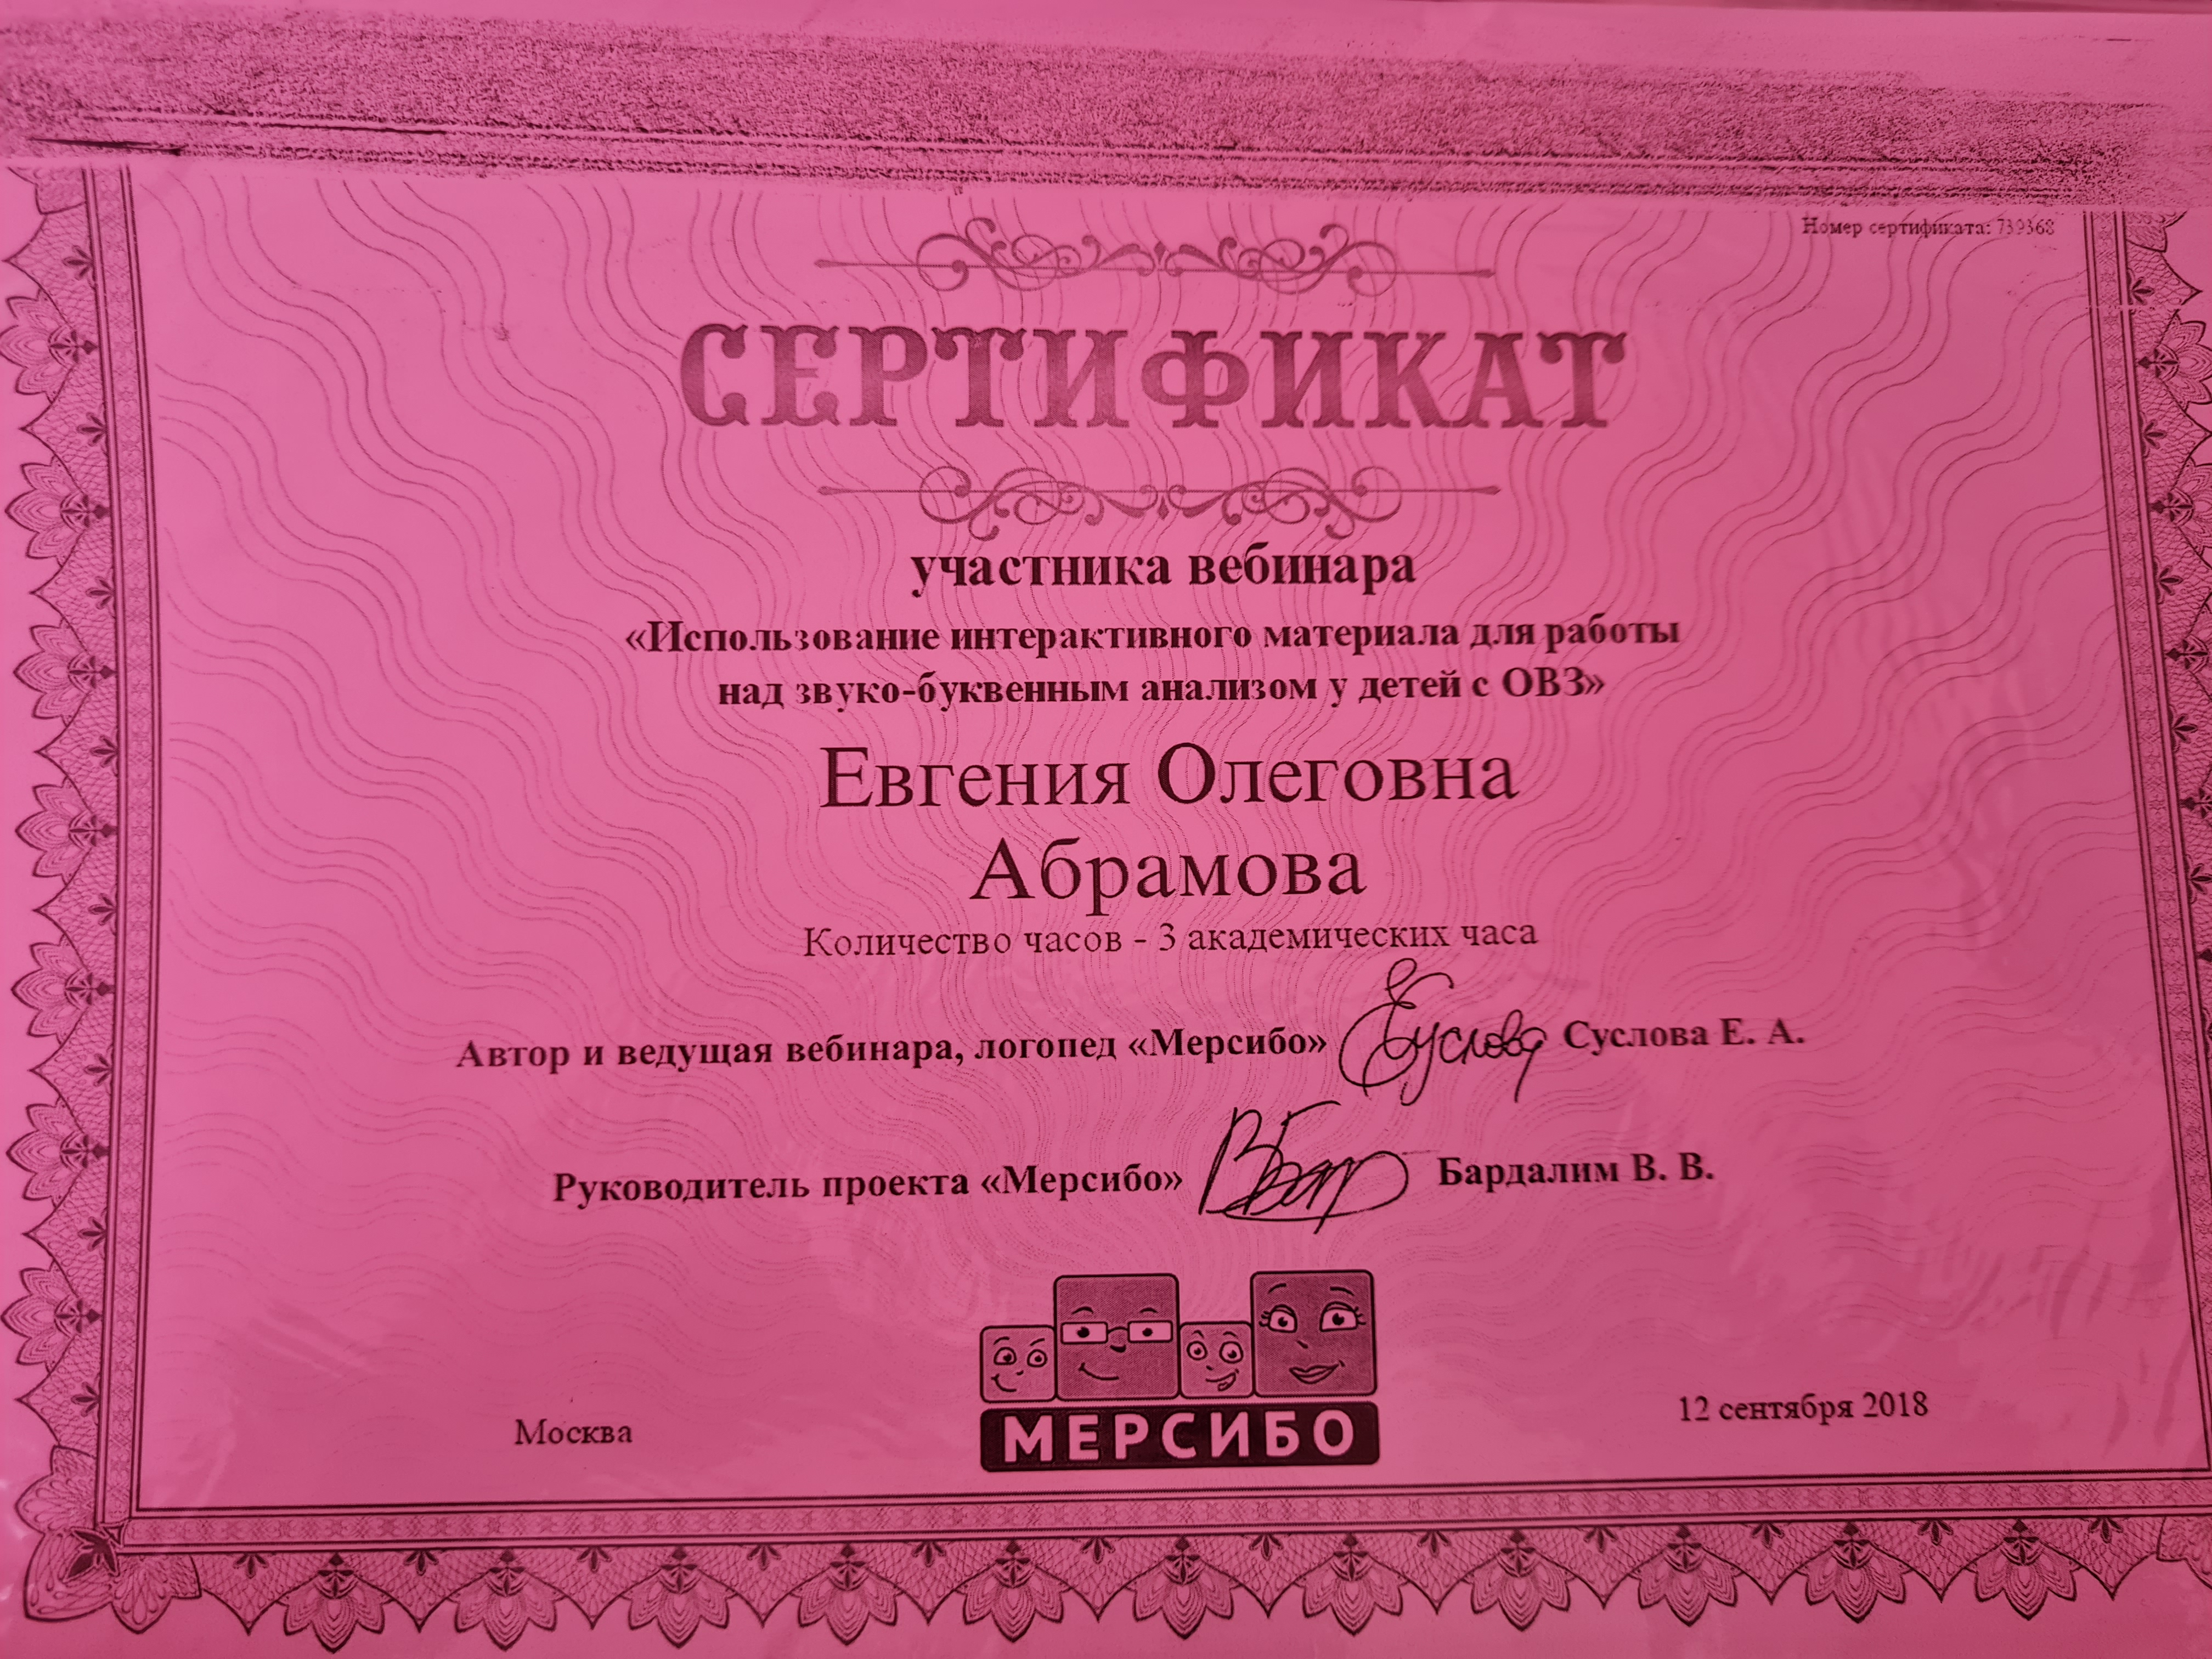 Номер сертификата: 739368
СЕРТИФИКАТ
участника вебинара
«Использование интерактивного материала для работы
над звуко-буквенным анализом у детей с ОВЗ»
Евгения Олеговна
Абрамова
Количество часов - 3 академических часа
Автор и ведущая вебинара, логопед «Мерсибо» ЕСуслова Суслова Е. А.
Руководитель проекта «Мерсибо» Бардалим В. В.
МЕРСИБО
Москва
12 сентября 2018